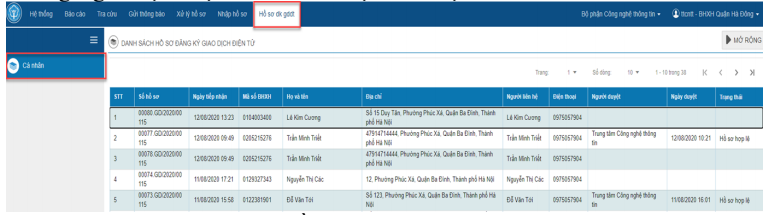 Hệ thống Báo cáo Tra cứu Gửi thông báo Xử lý hồ sơ Nhập hồ sơ Hồ sơ đk gdđt Bộ phận Công nghệ thông tin ttcntt - BHXH Quận Hà Đông
DANH SÁCH HỒ SƠ ĐĂNG KÝ GIAO DỊCH ĐIỆN TỬ MỞ RỘNG
Cá nhân
Trang: 1 Số dòng: 10 1 - 10 trong 38
STT Số hồ sơ Ngày tiếp nhận Mã số BHXH Họ và tên Địa chỉ Người liên hệ Điện thoại Người duyệt Ngày duyệt Trạng thái
1 00080.GD/2020/00 12/08/2020 13:23 0104003400 Lê Kim Cương Số 15 Duy Tân, Phường Phúc Xá, Quận Ba Đình, Thành Lê Kim Cương 0975057904
115 phố Hà Nội
2 00077.GD/2020/00 12/08/2020 09:49 0205215276 Trần Minh Triết 47914714444, Phường Phúc Xá, Quận Ba Đình, Thành Trần Minh Triết 0975057904 Trung tâm Công nghệ thông 12/08/2020 10:21 Hồ sơ hợp lệ
115 phố Hà Nội tin
3 00078.GD/2020/00 12/08/2020 09:49 0205215276 Trần Minh Triết 47914714444, Phường Phúc Xá, Quận Ba Đình, Thành Trần Minh Triết 0975057904
115 phố Hà Nội
4 00074.GD/2020/00 11/08/2020 17:21 0129327343 Nguyễn Thị Các 12, Phường Phúc Xá, Quận Ba Đình, Thành phố Hà Nội Nguyễn Thị Các 0975057904
115
5 00073.GD/2020/00 11/08/2020 15:58 0122381901 Đỗ Văn Tới Số 123, Phường Phúc Xá, Quận Ba Đình, Thành phố Hà Đỗ Văn Tới 0975057904 Trung tâm Công nghệ thông 11/08/2020 16:01 Hồ sơ hợp lệ
115 Nội tin